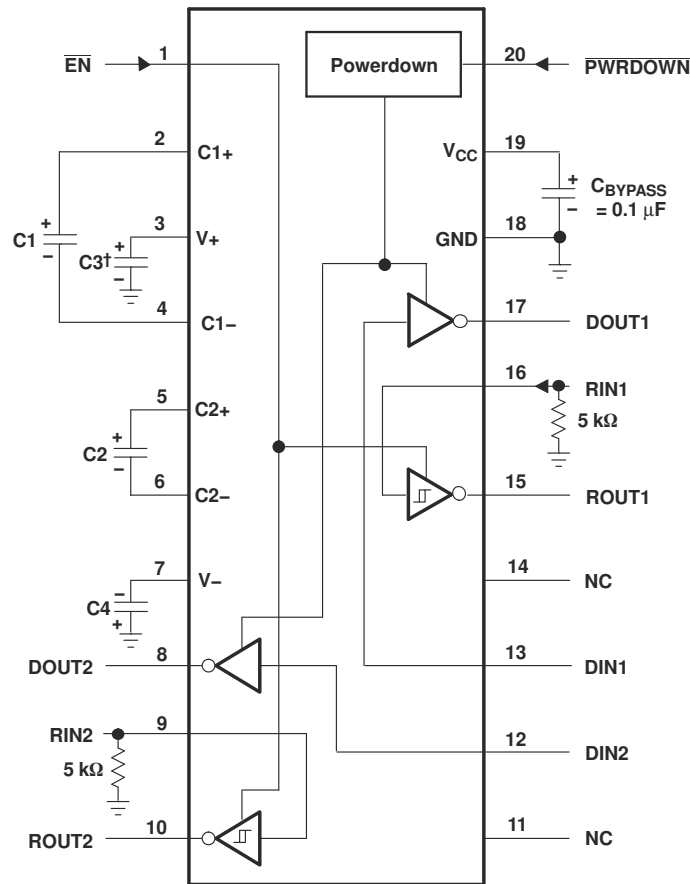 EN
1
Powerdown
20
PWRDOWN
2
C1+
VCC
19
+
CBYPASS
−
= 0.1 μF
C1
+
−
3
V+
+
C3†
−
18
GND
4
C1−
17
DOUT1
16
RIN1
5 kΩ
5
C2+
+
C2
−
6
C2−
15
ROUT1
7
V−
−
C4
+
14
NC
DOUT2
8
13
DIN1
RIN2
9
5 kΩ
12
DIN2
ROUT2
10
11
NC